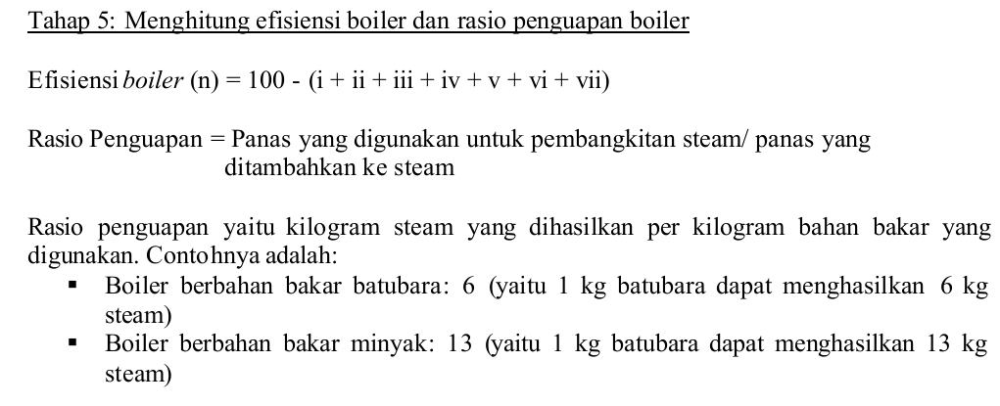 Tahap 5: Menghitung efisiensi boiler dan rasio penguapan boiler
Efisiensi boiler (n) = 100 - (i + ii + iii + iv + v + vi + vii)
Rasio Penguapan = Panas yang digunakan untuk pembangkitan steam/ panas yang
ditambahkan ke steam
Rasio penguapan yaitu kilogram steam yang dihasilkan per kilogram bahan bakar yang
digunakan. Contohnya adalah:
▪ Boiler berbahan bakar batubara: 6 (yaitu 1 kg batubara dapat menghasilkan 6 kg
steam)
▪ Boiler berbahan bakar minyak: 13 (yaitu 1 kg batubara dapat menghasilkan 13 kg
steam)